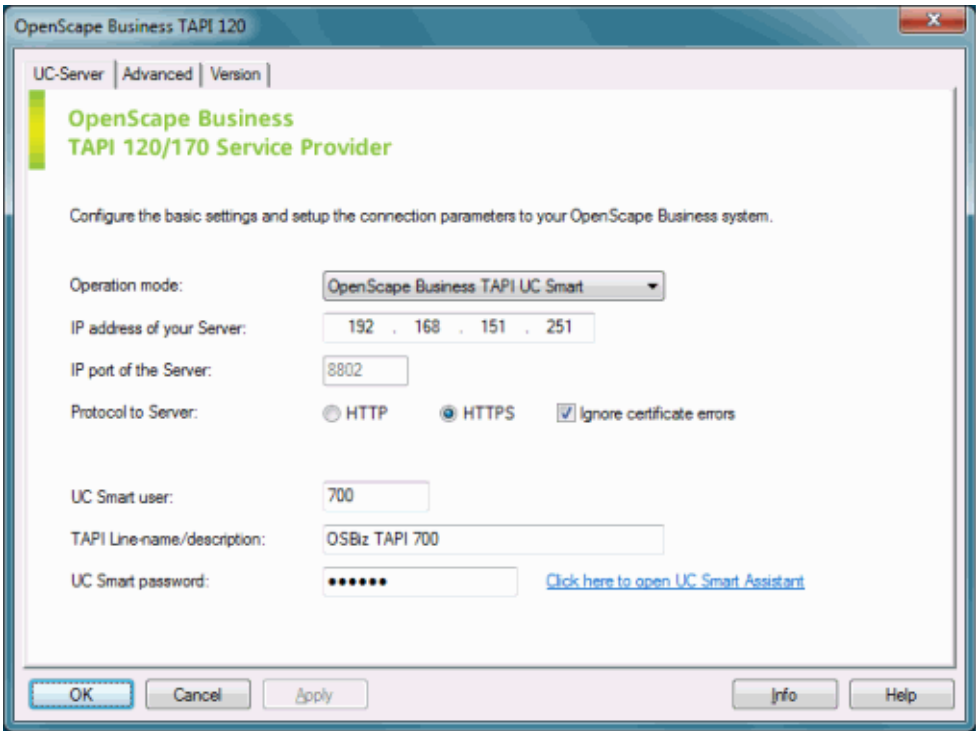 OpenScape Business TAPI 120
UC-Server Advanced Version
OpenScape Business
TAPI 120/170 Service Provider
Configure the basic settings and setup the connection parameters to your OpenScape Business system.
Operation mode: OpenScape Business TAPI UC Smart
IP address of your Server: 192 . 168 . 151 . 251
IP port of the Server: 8802
Protocol to Server: HTTP HTTPS Ignore certificate errors
UC Smart user: 700
TAPI Line-name/description: OSBiz TAPI 700
UC Smart password: •••••• Click here to open UC Smart Assistant
OK Cancel Apply Info Help